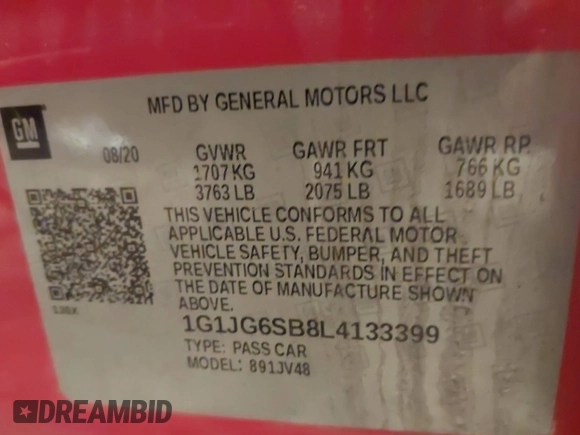 MFD BY GENERAL MOTORS LLC
GM
08/20 GVWR GAWR FRT GAWR RR
1707 KG 941 KG 766 KG
3763 LB 2075 LB 1689 LB
THIS VEHICLE CONFORMS TO ALL
APPLICABLE U.S. FEDERAL MOTOR
VEHICLE SAFETY, BUMPER, AND THEFT
PREVENTION STANDARDS IN EFFECT ON
THE DATE OF MANUFACTURE SHOWN
ABOVE.
1G1JG6SB8L4133399
TYPE: PASS CAR
MODEL: 891JV48
DREAMBID